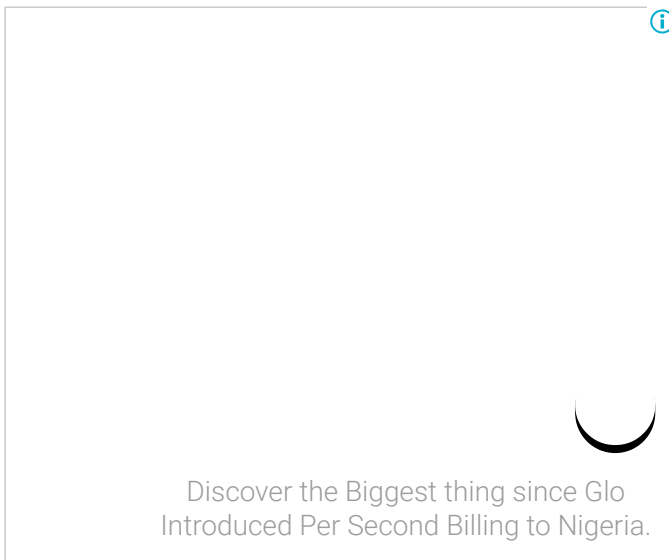 Discover the Biggest thing since Glo
Introduced Per Second Billing to Nigeria.